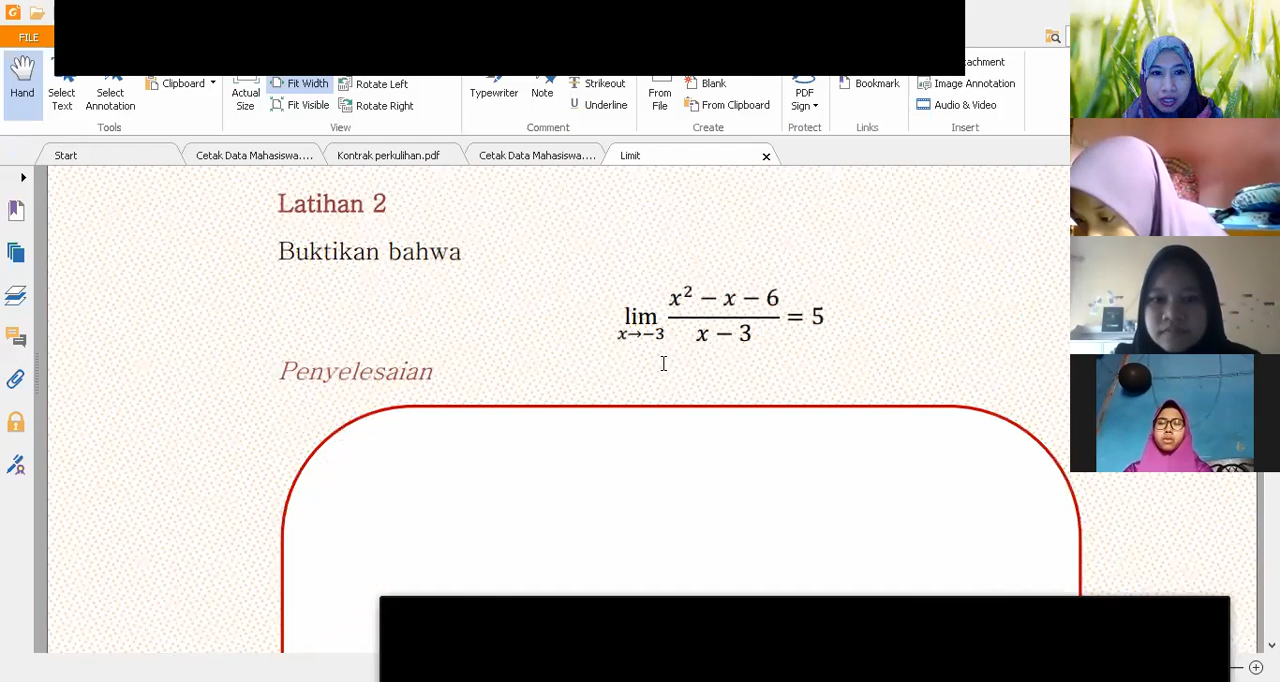 FILE
Hand
Select
Text
Select
Annotation
Clipboard
Tools
Actual
Size
Fit Width
Fit Visible
Rotate Left
Rotate Right
View
Typewriter
Note
Strikeout
Underline
Comment
From
File
Blank
From Clipboard
Create
PDF
Sign
Protect
Bookmark
Links
Image Annotation
Audio & Video
Insert
Start
Cetak Data Mahasiswa....
Kontrak perkulihan.pdf
Cetak Data Mahasiswa....
Limit
Latihan 2
Buktikan bahwa
lim x→−3 (x² − x − 6)/(x − 3) = 5
Penyelesaian